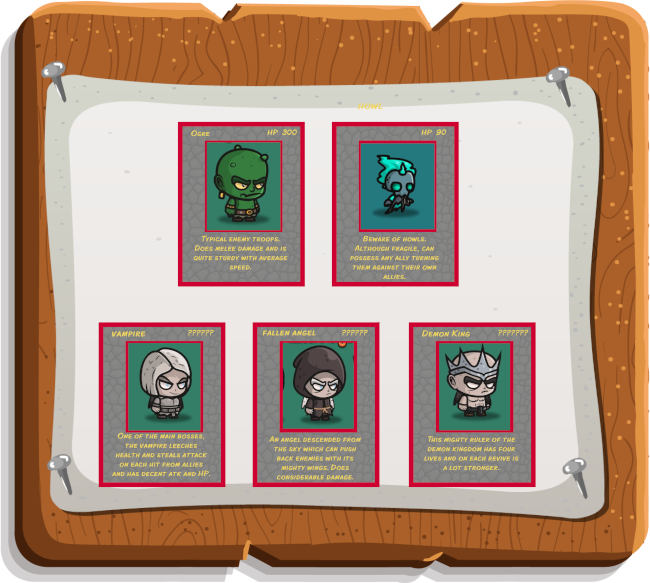 HOWL
Ogre HP 300
Typical enemy troops.
Does melee damage and is
quite sturdy with average
speed.
HP 90
Beware of howls.
Although fragile, can
possess any ally turning
them against their own
allies.
VAMPIRE ??????
One of the main bosses,
the vampire leeches
health and steals attack
on each hit from allies
and has decent atk and HP.
FALLEN ANGEL ??????
An angel descended from
the sky which can push
back enemies with its
mighty wings. Does
considerable damage.
Demon King ???????
This mighty ruler of the
demon kingdom has four
lives and on each revive is
a lot stronger.